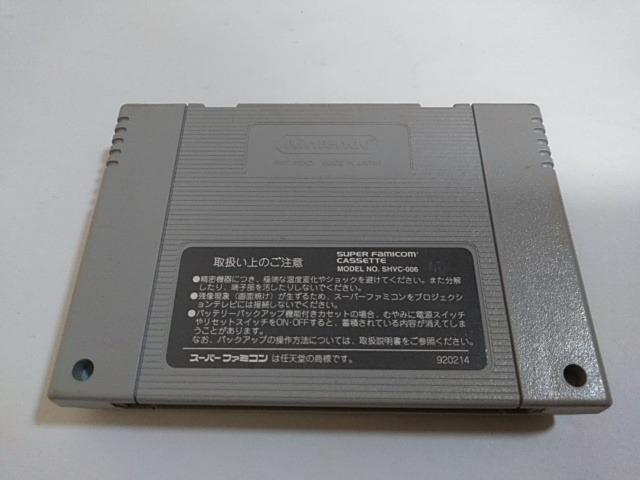 Nintendo
MADE IN JAPAN
取扱い上のご注意
SUPER FAMICOM
CASSETTE
MODEL NO. SHVC-006
●精密機器につき、極端な温度変化やショックを避けてください。また分解
したり、端子部を汚したりしないでください。
●残像現象(画面焼け)が生ずるため、スーパーファミコンをプロジェクシ
ョンテレビには接続しないでください。
●バッテリーバックアップ機能付きカセットの場合、むやみに電源スイッチ
やリセットスイッチをON・OFFすると、蓄積されている内容が消えてしま
うことがあります。
なお、バックアップの操作方法については、取扱説明書をご参照ください。
スーパーファミコン は任天堂の商標です。
920214